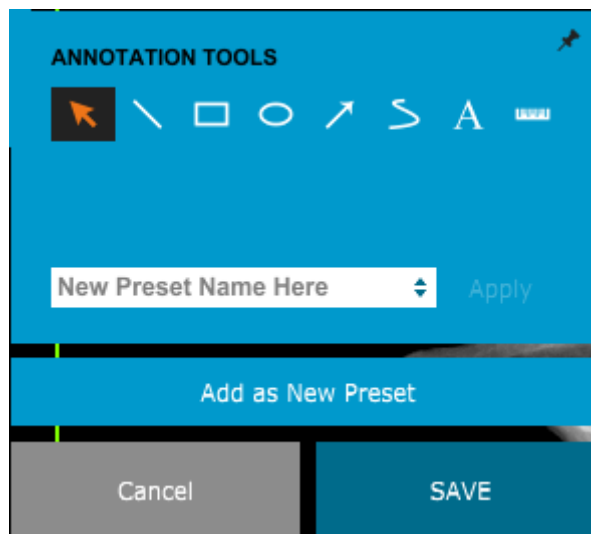 ANNOTATION TOOLS
A
New Preset Name Here
Apply
Add as New Preset
Cancel
SAVE